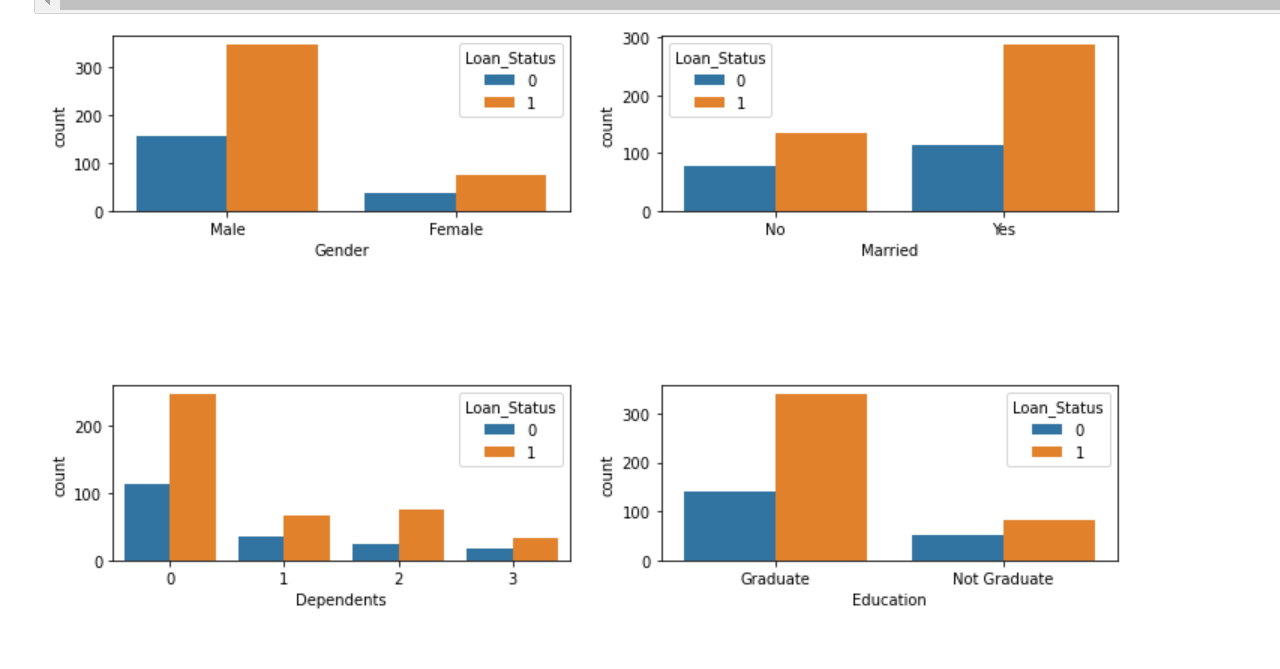 Loan_Status
0
1
300
200
100
0
count
Male
Female
Gender
Loan_Status
0
1
300
200
100
0
count
No
Yes
Married
Loan_Status
0
1
200
100
0
count
0
1
2
3
Dependents
Loan_Status
0
1
300
200
100
0
count
Graduate
Not Graduate
Education